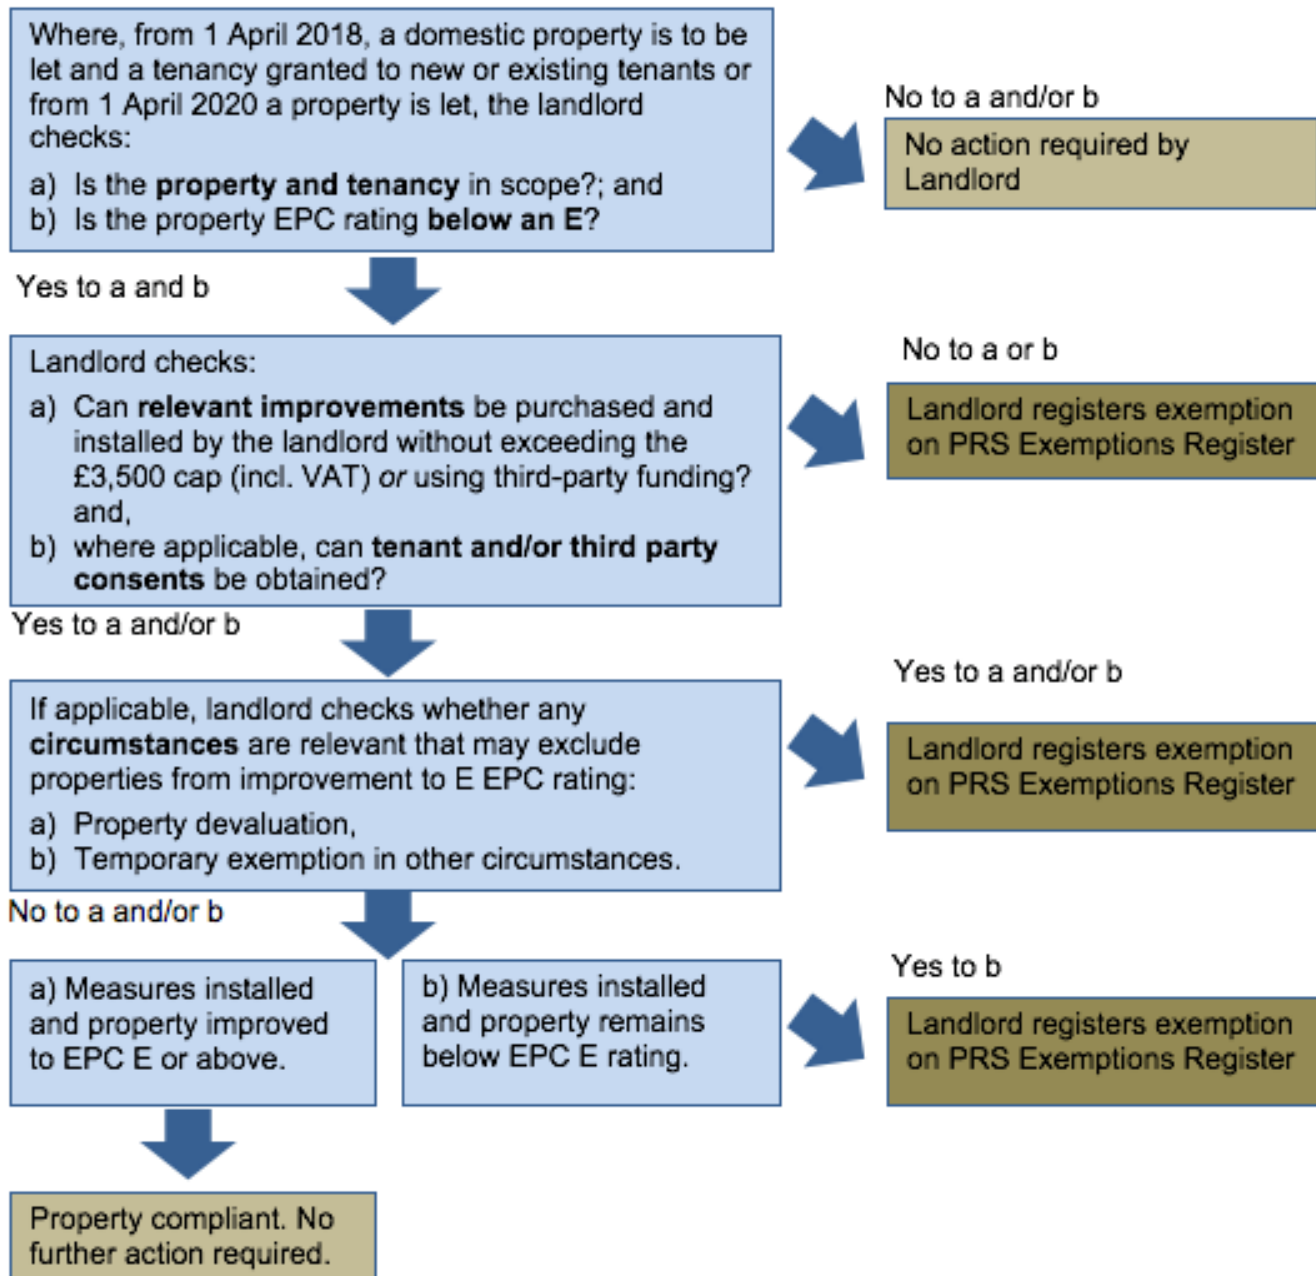 Where, from 1 April 2018, a domestic property is to be
let and a tenancy granted to new or existing tenants or
from 1 April 2020 a property is let, the landlord
checks:
a) Is the property and tenancy in scope?; and
b) Is the property EPC rating below an E?
No to a and/or b
No action required by
Landlord
Yes to a and b
Landlord checks:
a) Can relevant improvements be purchased and
installed by the landlord without exceeding the
£3,500 cap (incl. VAT) or using third-party funding?
and,
b) where applicable, can tenant and/or third party
consents be obtained?
No to a or b
Landlord registers exemption
on PRS Exemptions Register
Yes to a and/or b
If applicable, landlord checks whether any
circumstances are relevant that may exclude
properties from improvement to E EPC rating:
a) Property devaluation,
b) Temporary exemption in other circumstances.
Yes to a and/or b
Landlord registers exemption
on PRS Exemptions Register
No to a and/or b
a) Measures installed
and property improved
to EPC E or above.
b) Measures installed
and property remains
below EPC E rating.
Yes to b
Landlord registers exemption
on PRS Exemptions Register
Property compliant. No
further action required.